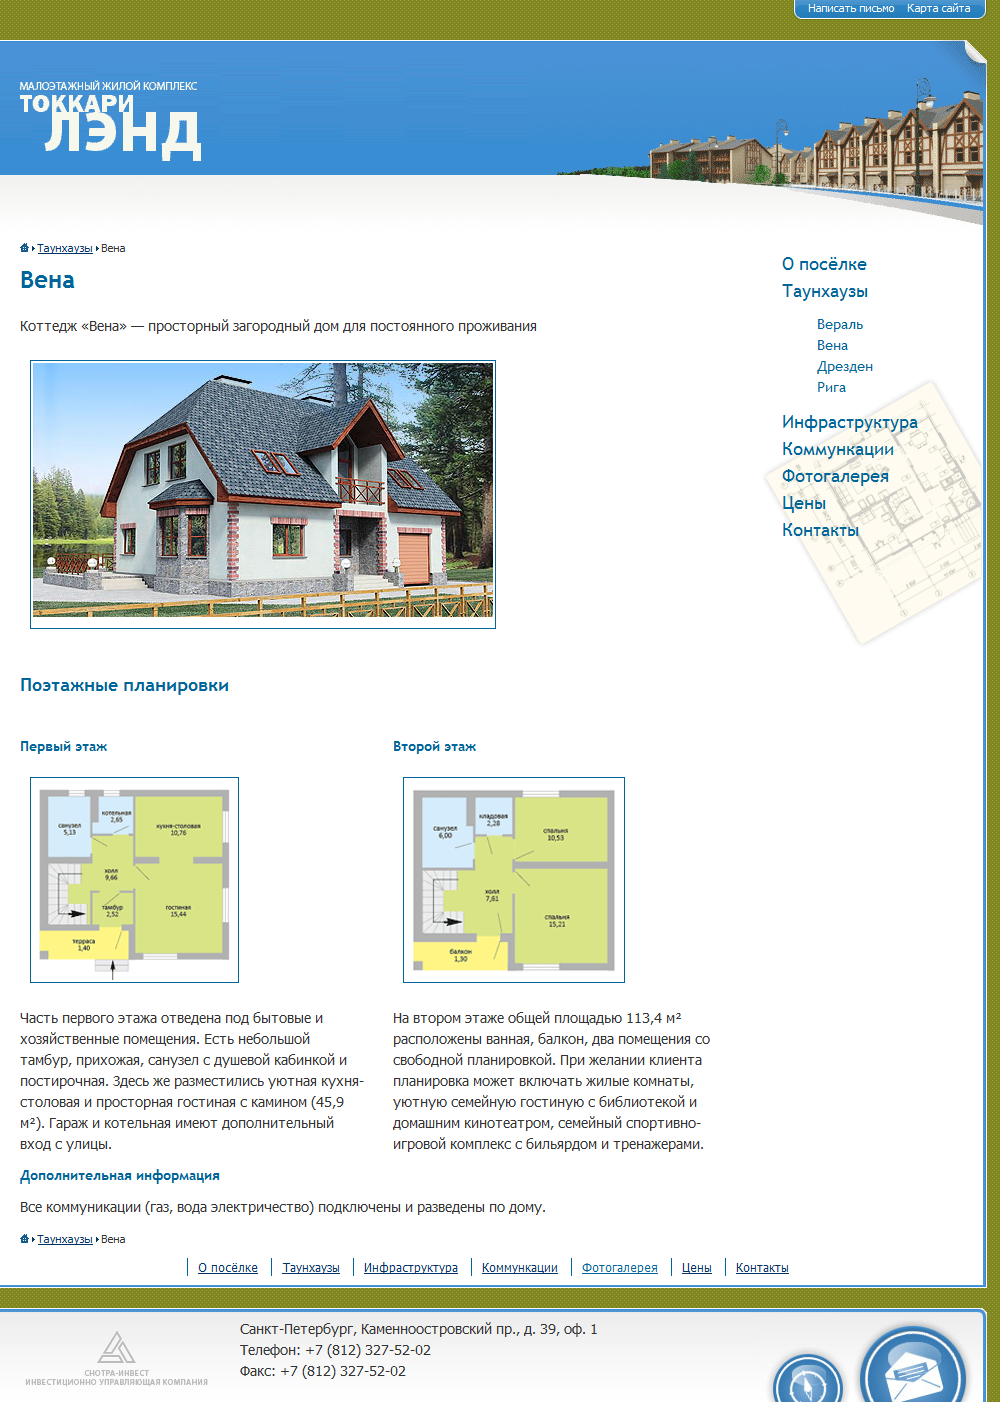 Написать письмо Карта сайта
МАЛОЭТАЖНЫЙ ЖИЛОЙ КОМПЛЕКС
ТОККАРИ
ЛЭНД
Таунхаузы Вена
Вена
Коттедж «Вена» — просторный загородный дом для постоянного проживания
О посёлке
Таунхаузы
Вераль
Вена
Дрезден
Рига
Инфраструктура
Коммункации
Фотогалерея
Цены
Контакты
Поэтажные планировки
Первый этаж
санузел
5,13
котельная
2,65
кухня-столовая
10,76
холл
9,66
тамбур
2,52
гостиная
15,44
терраса
1,40
Часть первого этажа отведена под бытовые и
хозяйственные помещения. Есть небольшой
тамбур, прихожая, санузел с душевой кабинкой и
постирочная. Здесь же разместились уютная кухня-
столовая и просторная гостиная с камином (45,9
м²). Гараж и котельная имеют дополнительный
вход с улицы.
Второй этаж
санузел
6,00
кладовая
2,28
спальня
10,53
холл
7,61
спальня
15,21
балкон
1,30
На втором этаже общей площадью 113,4 м²
расположены ванная, балкон, два помещения со
свободной планировкой. При желании клиента
планировка может включать жилые комнаты,
уютную семейную гостиную с библиотекой и
домашним кинотеатром, семейный спортивно-
игровой комплекс с бильярдом и тренажерами.
Дополнительная информация
Все коммуникации (газ, вода электричество) подключены и разведены по дому.
Таунхаузы Вена
О посёлке Таунхаузы Инфраструктура Коммункации Фотогалерея Цены Контакты
СНОТРА-ИНВЕСТ
ИНВЕСТИЦИОННО УПРАВЛЯЮЩАЯ КОМПАНИЯ
Санкт-Петербург, Каменноостровский пр., д. 39, оф. 1
Телефон: +7 (812) 327-52-02
Факс: +7 (812) 327-52-02